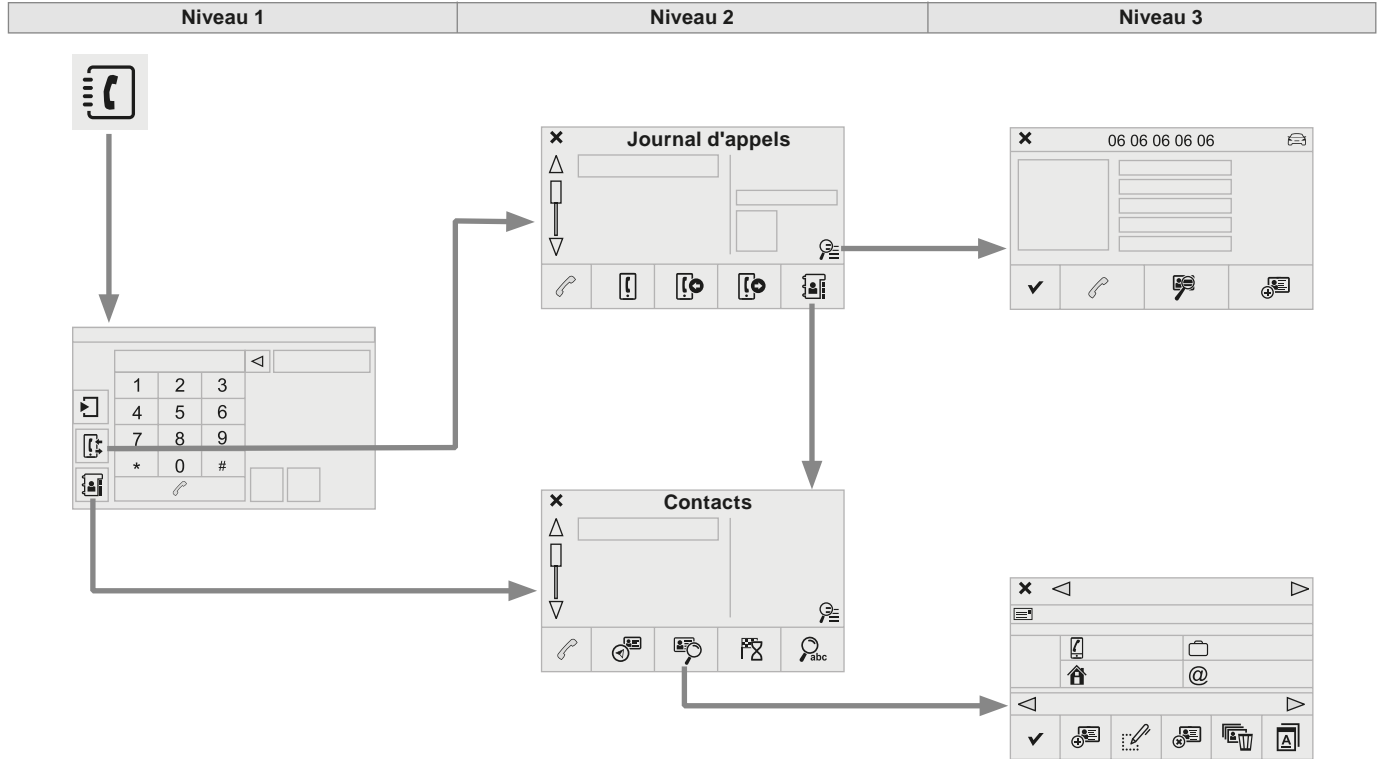 Niveau 1 Niveau 2 Niveau 3
Journal d'appels
06 06 06 06 06
1 2 3
4 5 6
7 8 9
* 0 #
Contacts
abc
@
A